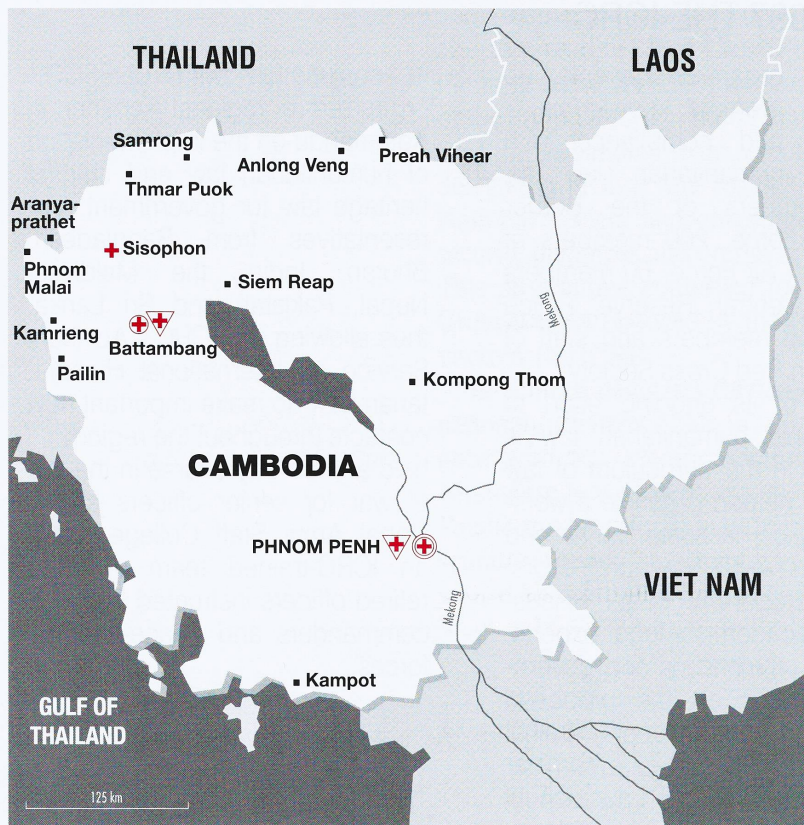 THAILAND
LAOS
Samrong
Anlong Veng
Preah Vihear
Thmar Puok
Aranya-
prathet
Sisophon
Phnom
Malai
Siem Reap
Mekong
Kamrieng
Battambang
Pailin
Kompong Thom
CAMBODIA
PHNOM PENH
VIET NAM
Mekong
Kampot
GULF OF
THAILAND
125 km